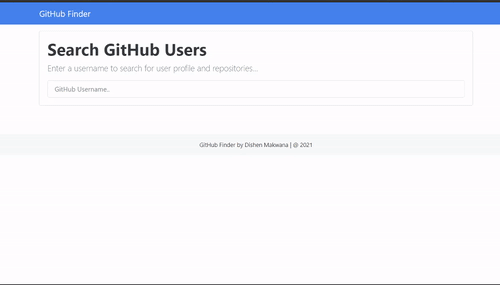 GitHub Finder
Search GitHub Users
Enter a username to search for user profile and repositories...
GitHub Username..
GitHub Finder by Dishen Makwana | @ 2021